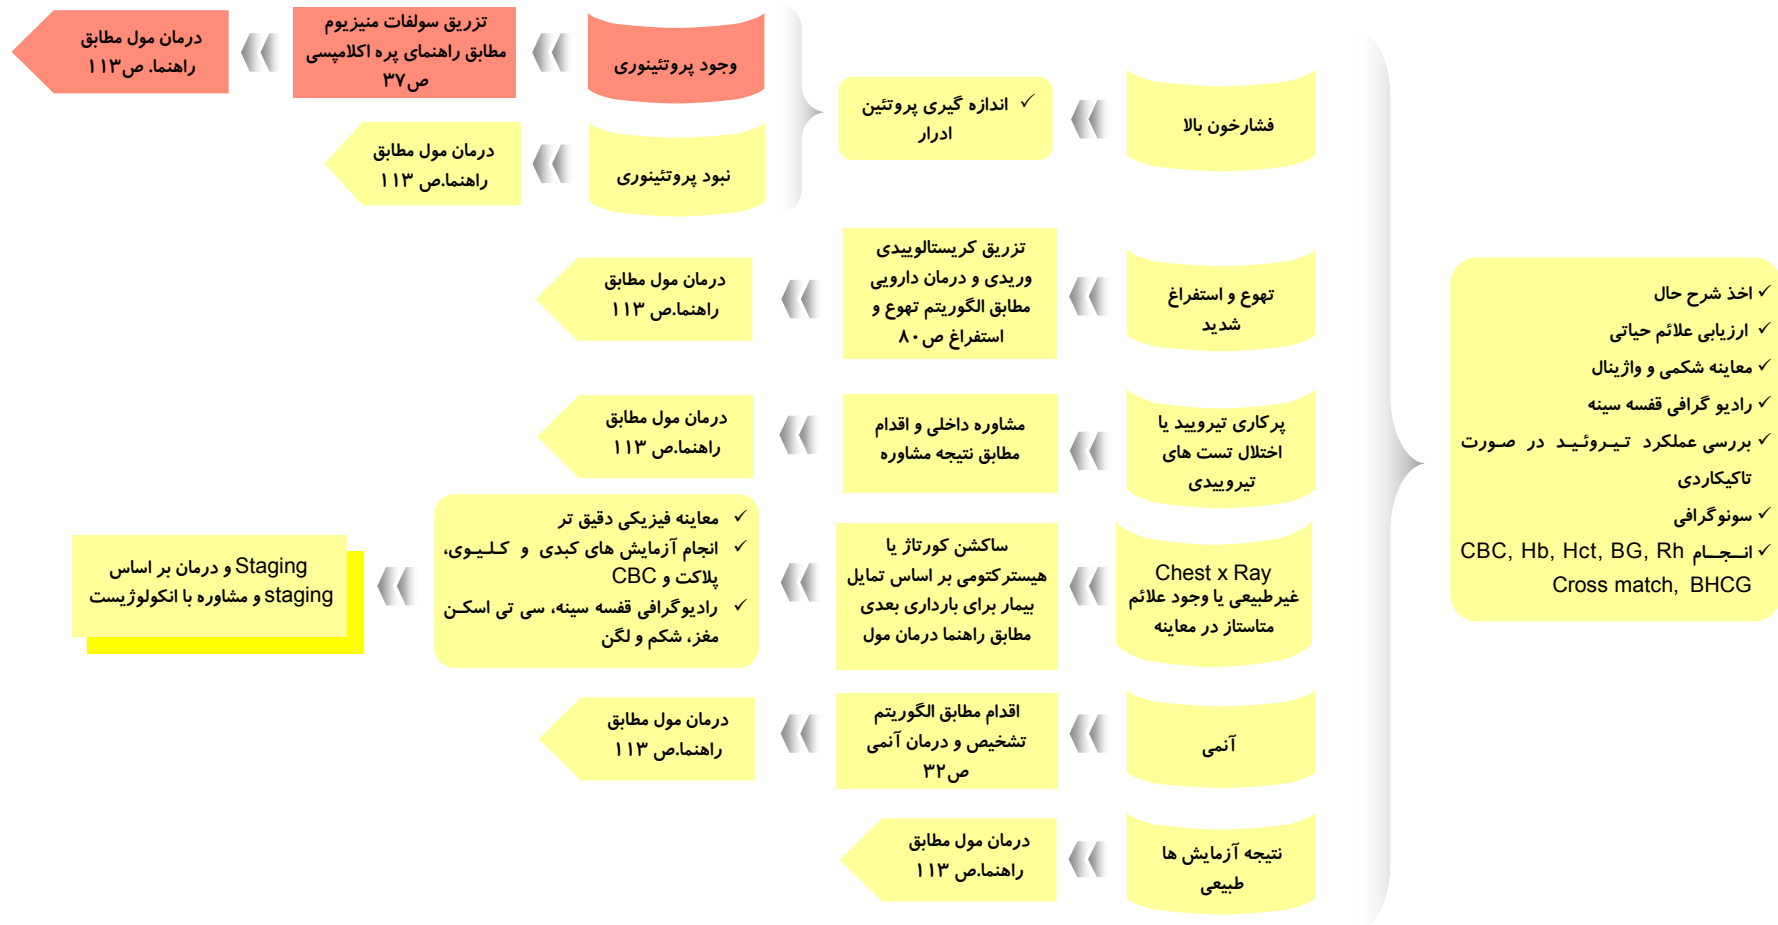 ✓ اخذ شرح حال
✓ ارزیابی علائم حیاتی
✓ معاینه شکمی و واژینال
✓ رادیو گرافی قفسه سینه
✓ بررسی عملکرد تیروئید در صورت
تاکیکاردی
✓ سونوگرافی
✓ انجام CBC, Hb, Hct, BG, Rh
Cross match, BHCG
فشارخون بالا
✓ اندازه گیری پروتئین
ادرار
وجود پروتئینوری
تزریق سولفات منیزیوم
مطابق راهنمای پره اکلامپسی
ص۳۷
درمان مول مطابق
راهنما. ص۱۱۳
نبود پروتئینوری
درمان مول مطابق
راهنما.ص ۱۱۳
تهوع و استفراغ
شدید
تزریق کریستالوییدی
وریدی و درمان دارویی
مطابق الگوریتم تهوع و
استفراغ ص۸۰
درمان مول مطابق
راهنما.ص ۱۱۳
پرکاری تیرویید یا
اختلال تست های
تیروییدی
مشاوره داخلی و اقدام
مطابق نتیجه مشاوره
درمان مول مطابق
راهنما.ص ۱۱۳
Chest x Ray
غیرطبیعی یا وجود علائم
متاستاز در معاینه
ساکشن کورتاژ یا
هیسترکتومی بر اساس تمایل
بیمار برای بارداری بعدی
مطابق راهنما درمان مول
✓ معاینه فیزیکی دقیق تر
✓ انجام آزمایش های کبدی و کلیوی،
پلاکت و CBC
✓ رادیوگرافی قفسه سینه، سی تی اسکن
مغز، شکم و لگن
Staging و درمان بر اساس
staging و مشاوره با انکولوژیست
آنمی
اقدام مطابق الگوریتم
تشخیص و درمان آنمی
ص۳۲
درمان مول مطابق
راهنما.ص ۱۱۳
نتیجه آزمایش ها
طبیعی
درمان مول مطابق
راهنما.ص ۱۱۳